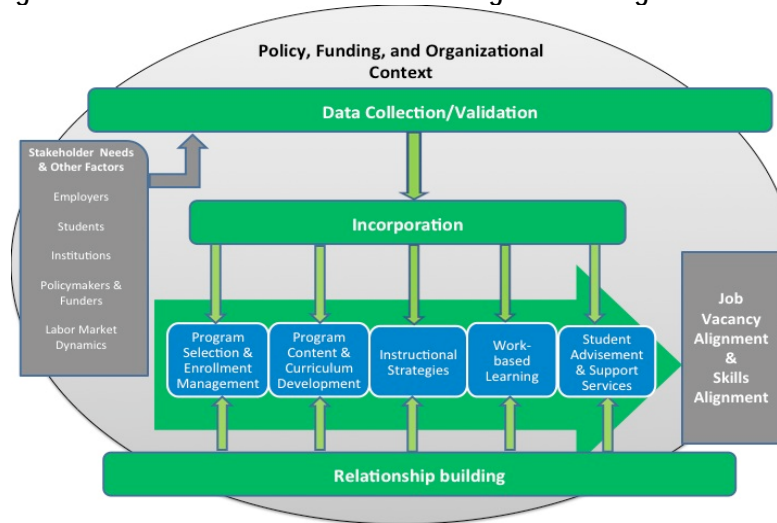 Policy, Funding, and Organizational
Context
Data Collection/Validation
Stakeholder Needs
& Other Factors
Employers
Students
Institutions
Policymakers &
Funders
Labor Market
Dynamics
Incorporation
Program
Selection &
Enrollment
Management
Program
Content &
Curriculum
Development
Instructional
Strategies
Work-
based
Learning
Student
Advisement
& Support
Services
Job
Vacancy
Alignment
&
Skills
Alignment
Relationship building